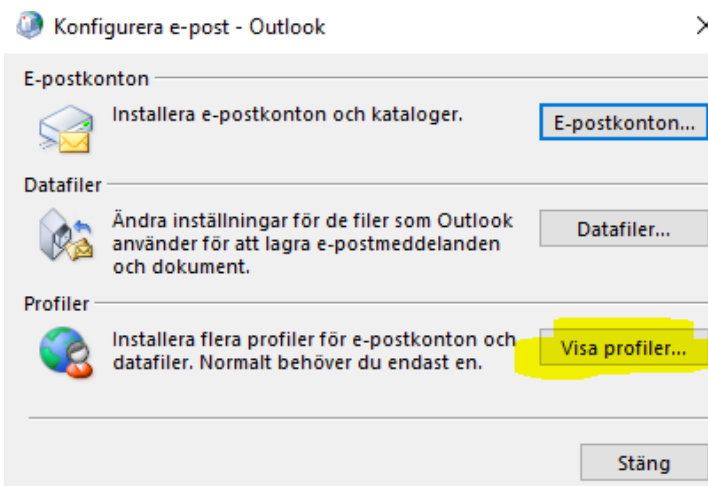 Konfigurera e-post - Outlook
E-postkonton
Installera e-postkonton och kataloger.
E-postkonton...
Datafiler
Ändra inställningar för de filer som Outlook
använder för att lagra e-postmeddelanden
och dokument.
Datafiler...
Profiler
Installera flera profiler för e-postkonton och
datafiler. Normalt behöver du endast en.
Visa profiler...
Stäng